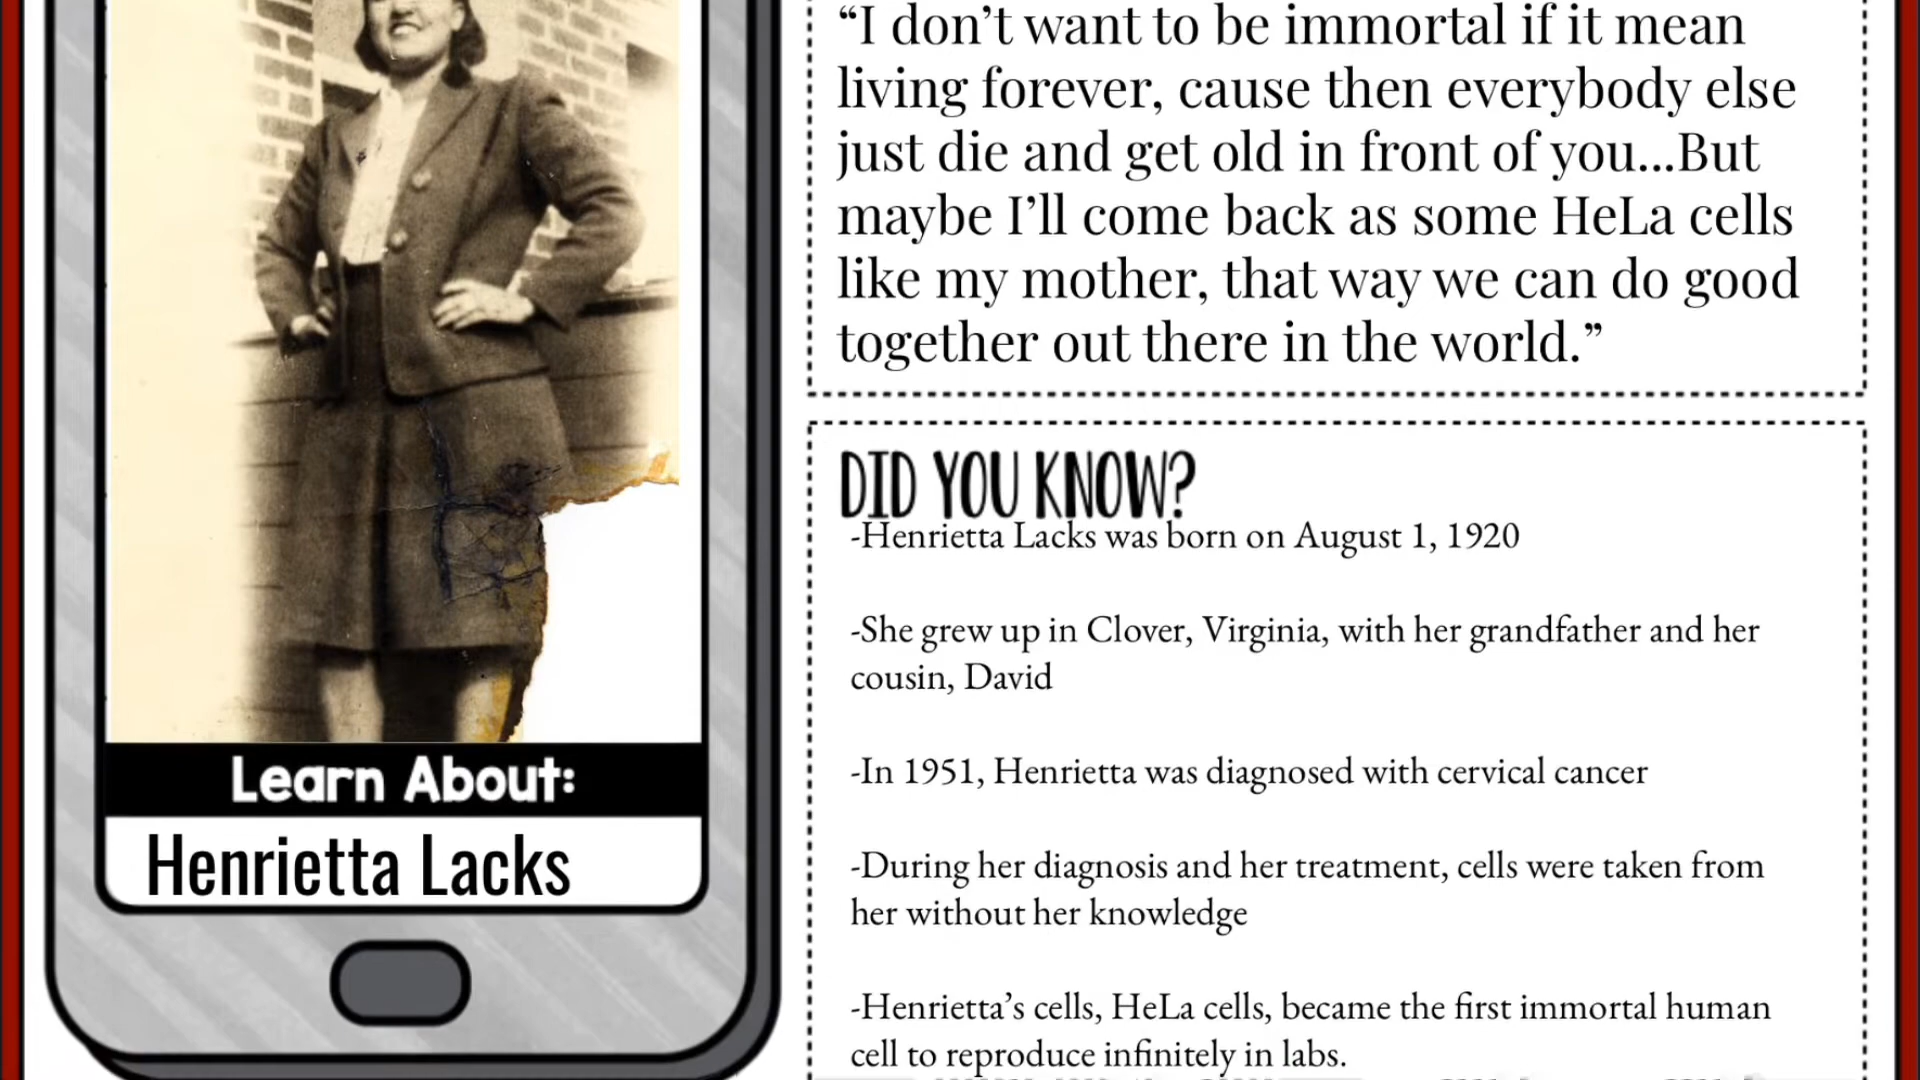 “I don’t want to be immortal if it mean
living forever, cause then everybody else
just die and get old in front of you...But
maybe I’ll come back as some HeLa cells
like my mother, that way we can do good
together out there in the world.”
DID YOU KNOW?
-Henrietta Lacks was born on August 1, 1920
-She grew up in Clover, Virginia, with her grandfather and her
cousin, David
-In 1951, Henrietta was diagnosed with cervical cancer
-During her diagnosis and her treatment, cells were taken from
her without her knowledge
-Henrietta’s cells, HeLa cells, became the first immortal human
cell to reproduce infinitely in labs.
Learn About:
Henrietta Lacks